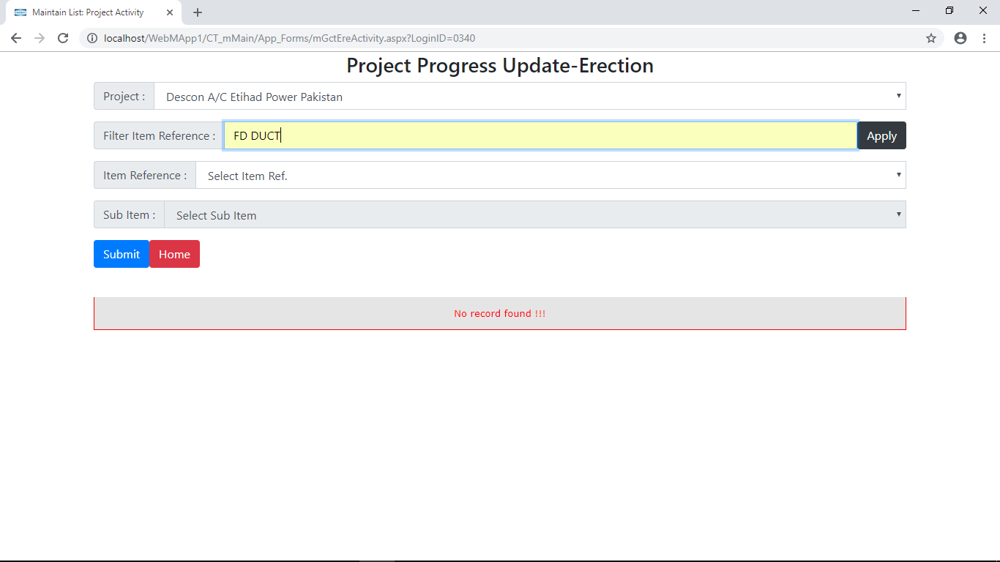 Maintain List: Project Activity
localhost/WebMApp1/CT_mMain/App_Forms/mGctEreActivity.aspx?LoginID=0340
Project Progress Update-Erection
Project : Descon A/C Etihad Power Pakistan
Filter Item Reference : FD DUCT Apply
Item Reference : Select Item Ref.
Sub Item : Select Sub Item
Submit Home
No record found !!!